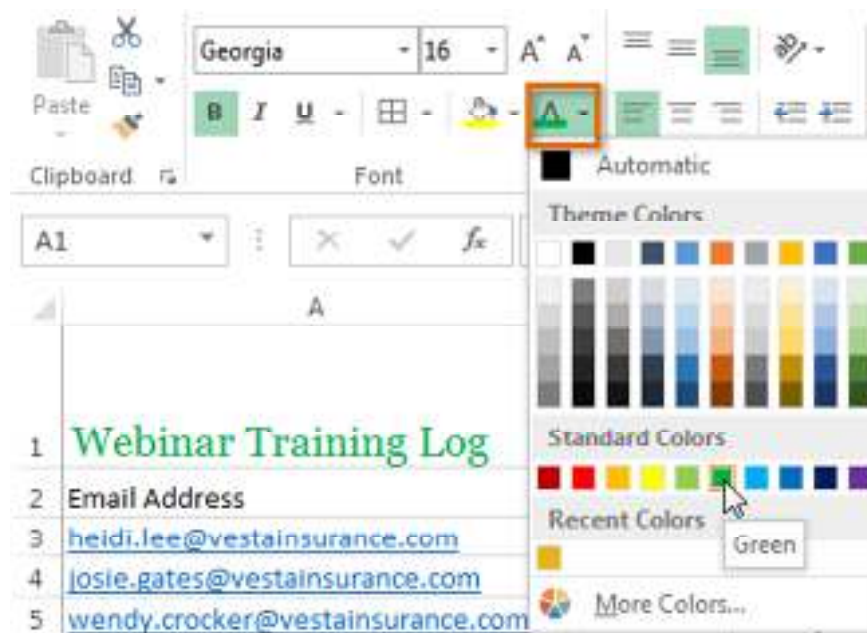 Georgia 16 A A
Paste B I U A
Clipboard Font
Automatic
Theme Colors
A1 fx
A
1 Webinar Training Log
Standard Colors
2 Email Address
Recent Colors
Green
3 heidi.lee@vestainsurance.com
4 josie.gates@vestainsurance.com
More Colors...
5 wendy.crocker@vestainsurance.com